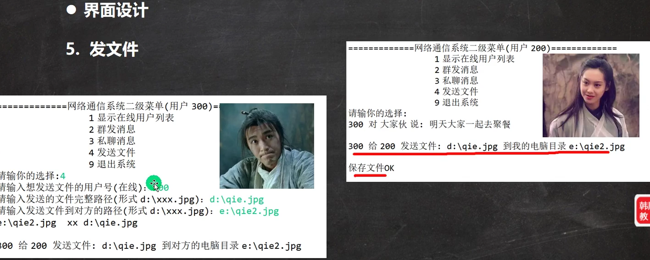 ● 界面设计
5. 发文件
=============网络通信系统二级菜单(用户 300)=
1 显示在线用户列表
2 群发消息
3 私聊消息
4 发送文件
9 退出系统
请输你的选择:4
请输入想发送文件的用户号(在线):200
请输入发送的文件完整路径(形式 d:\xxx.jpg): d:\qie.jpg
请输入发送文件到对方的路径(形式 d:\xxx.jpg): e:\qie2.jpg
e:\qie2.jpg xx d:\qie.jpg
300 给 200 发送文件: d:\qie.jpg 到对方的电脑目录 e:\qie2.jpg
=============网络通信系统二级菜单(用户 200)=============
1 显示在线用户列表
2 群发消息
3 私聊消息
4 发送文件
9 退出系统
请输你的选择:
300 对 大家伙 说: 明天大家一起去聚餐
300 给 200 发送文件: d:\qie.jpg 到我的电脑目录 e:\qie2.jpg
保存文件OK